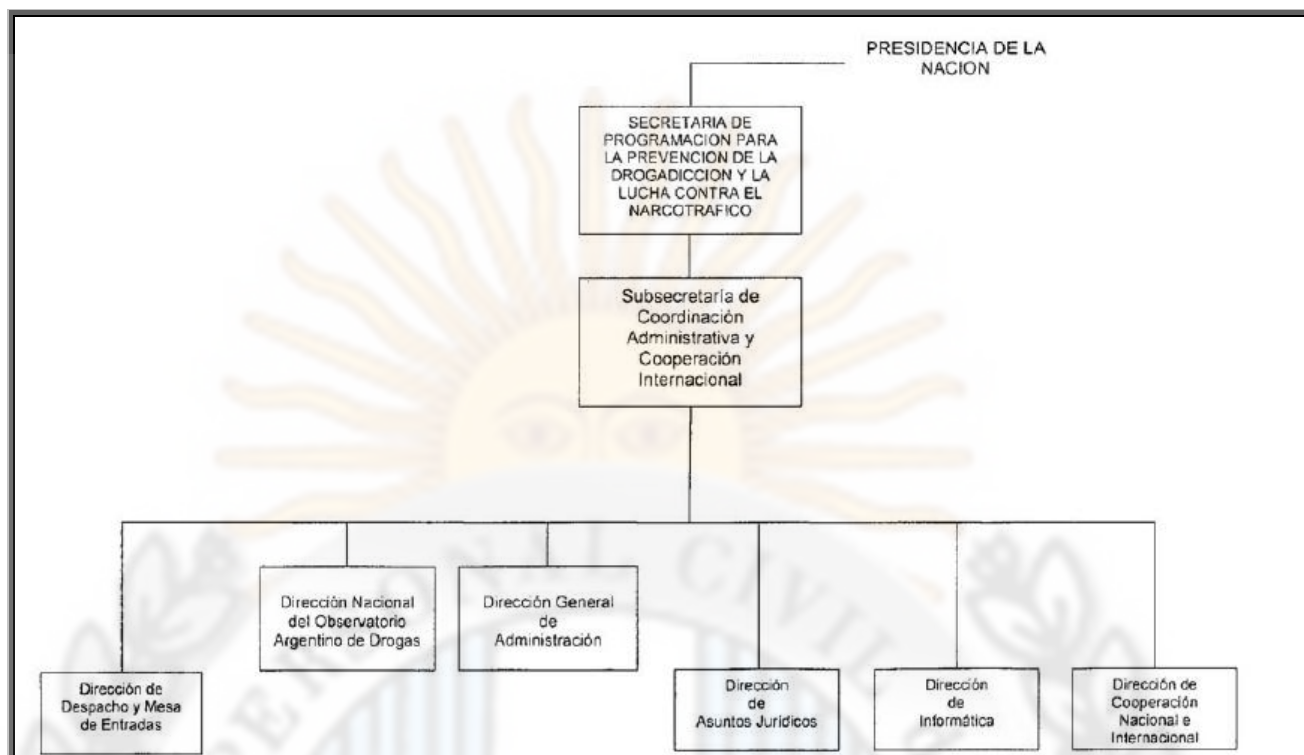 PRESIDENCIA DE LA
NACION
SECRETARIA DE
PROGRAMACION PARA
LA PREVENCION DE LA
DROGADICCION Y LA
LUCHA CONTRA EL
NARCOTRAFICO
Subsecretaría de
Coordinación
Administrativa y
Cooperación
Internacional
Dirección Nacional
del Observatorio
Argentino de Drogas
Dirección General
de
Administración
Dirección de
Despacho y Mesa
de Entradas
Dirección
de
Asuntos Jurídicos
Dirección
de
Informática
Dirección de
Cooperación
Nacional e
Internacional
PERSONAL CIVIL